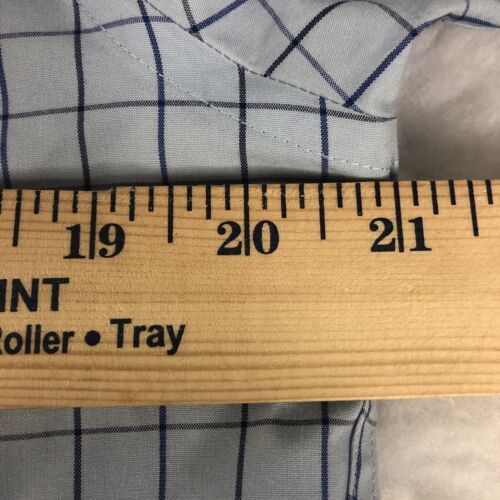 19 20 21
INT
Roller • Tray